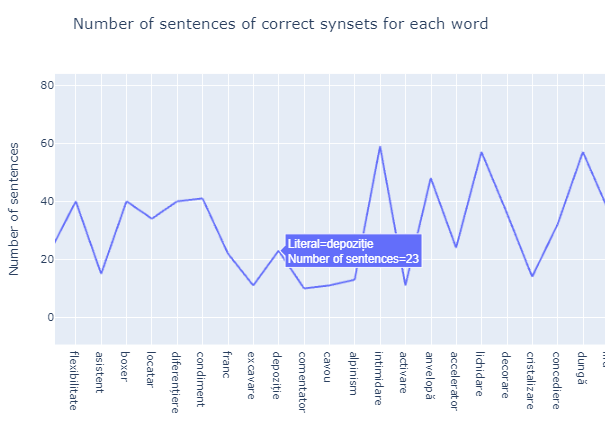 Number of sentences of correct synsets for each word
Number of sentences
80
60
40
20
0
Literal=depoziție
Number of sentences=23
flexibilitate
asistent
boxer
locatar
diferențiere
condiment
franc
excavare
depoziție
comentator
cavou
alpinism
intimidare
activare
anvelopă
accelerator
lichidare
decorare
cristalizare
concediere
dungă